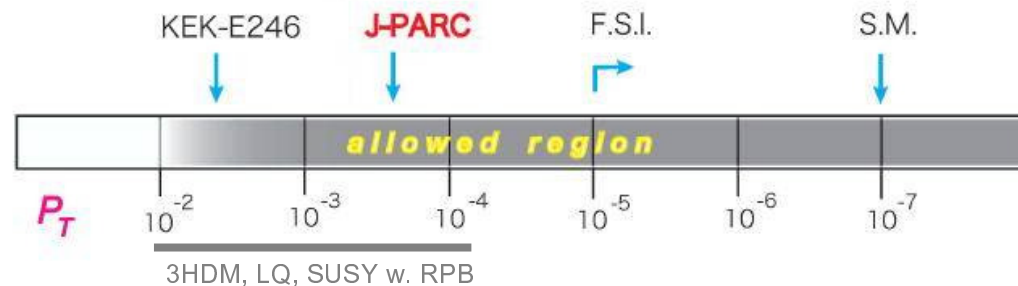 KEK-E246 J-PARC F.S.I. S.M.
allowed region
P_T 10^-2 10^-3 10^-4 10^-5 10^-6 10^-7
3HDM, LQ, SUSY w. RPB